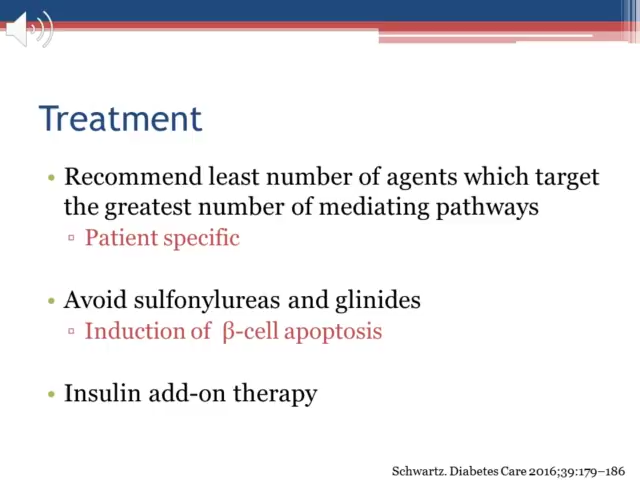 Treatment
• Recommend least number of agents which target
the greatest number of mediating pathways
▫ Patient specific
• Avoid sulfonylureas and glinides
▫ Induction of β-cell apoptosis
• Insulin add-on therapy
Schwartz. Diabetes Care 2016;39:179–186